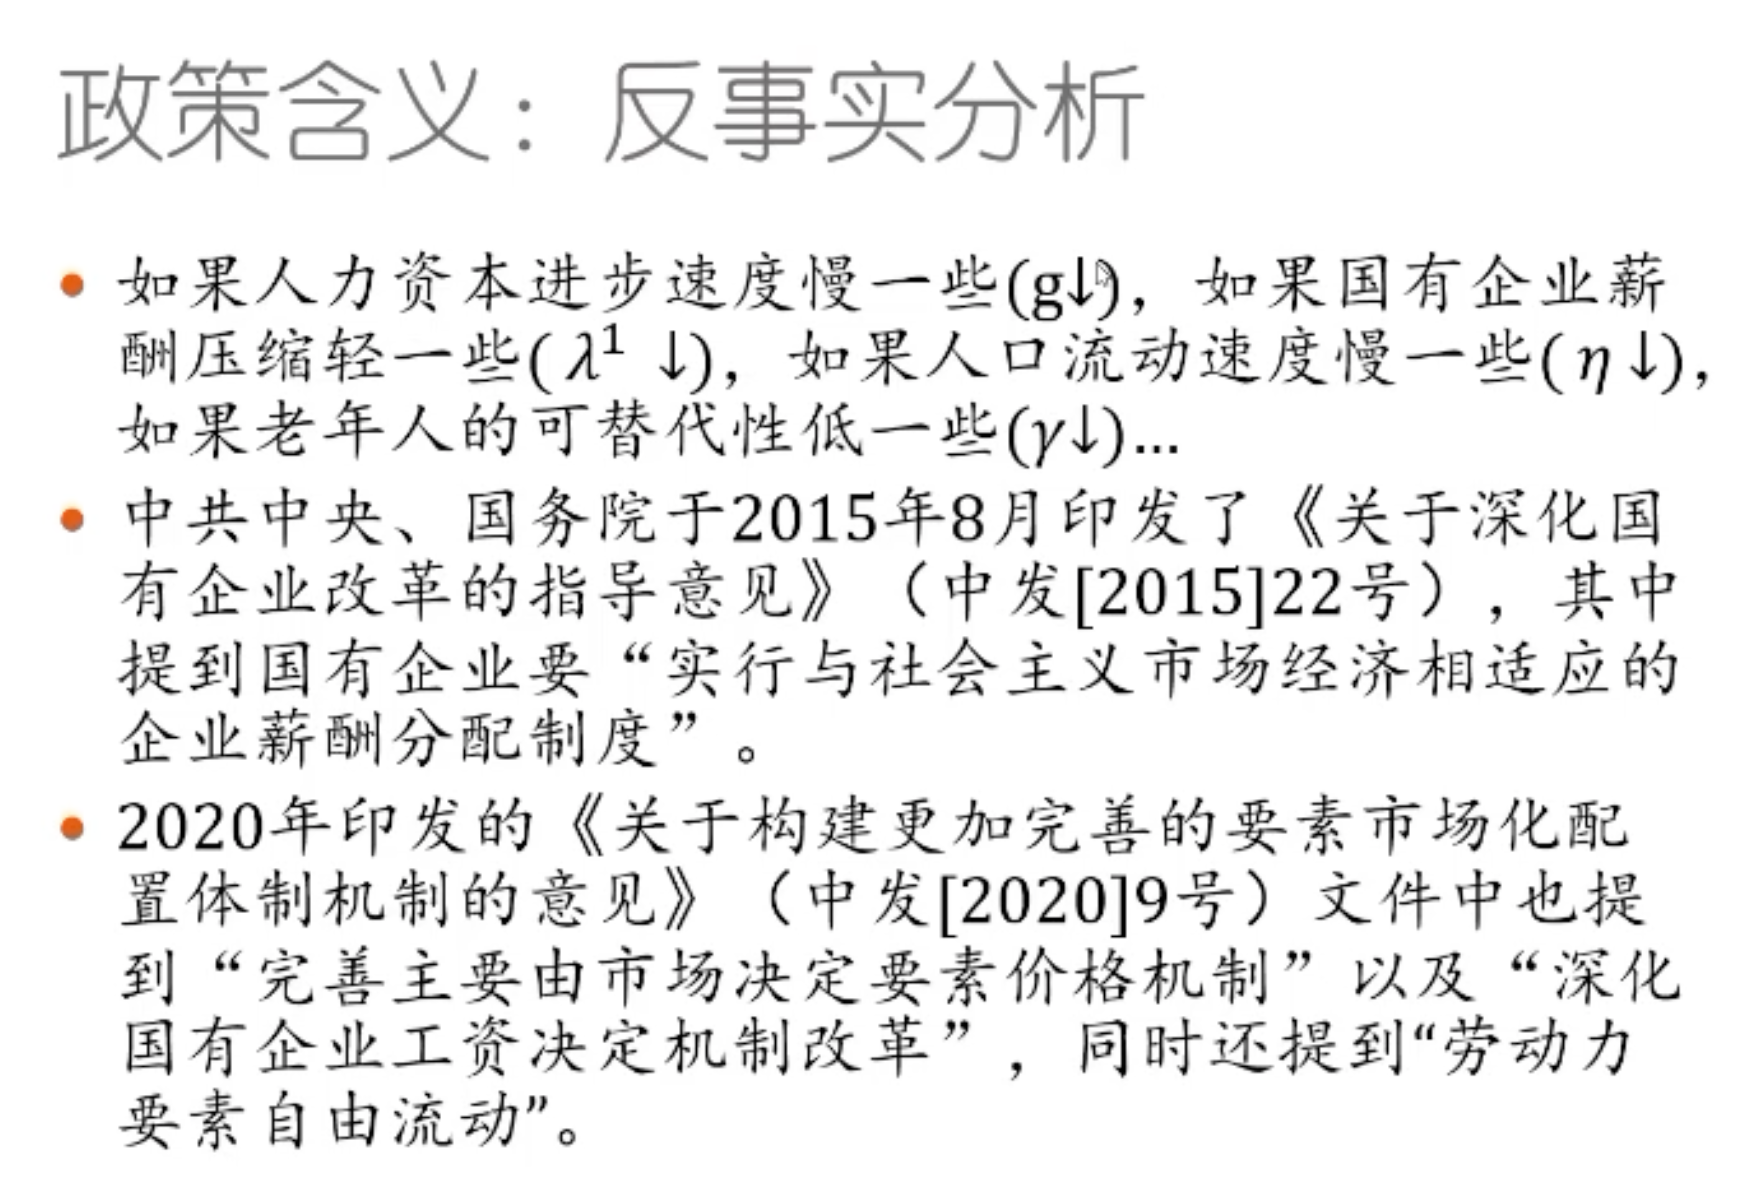 政策含义：反事实分析
• 如果人力资本进步速度慢一些(g↓)，如果国有企业薪
酬压缩轻一些(λ¹ ↓)，如果人口流动速度慢一些(η↓)，
如果老年人的可替代性低一些(γ↓)...
• 中共中央、国务院于2015年8月印发了《关于深化国
有企业改革的指导意见》（中发[2015]22号），其中
提到国有企业要“实行与社会主义市场经济相适应的
企业薪酬分配制度”。
• 2020年印发的《关于构建更加完善的要素市场化配
置体制机制的意见》（中发[2020]9号）文件中也提
到“完善主要由市场决定要素价格机制”以及“深化
国有企业工资决定机制改革”，同时还提到“劳动力
要素自由流动”。